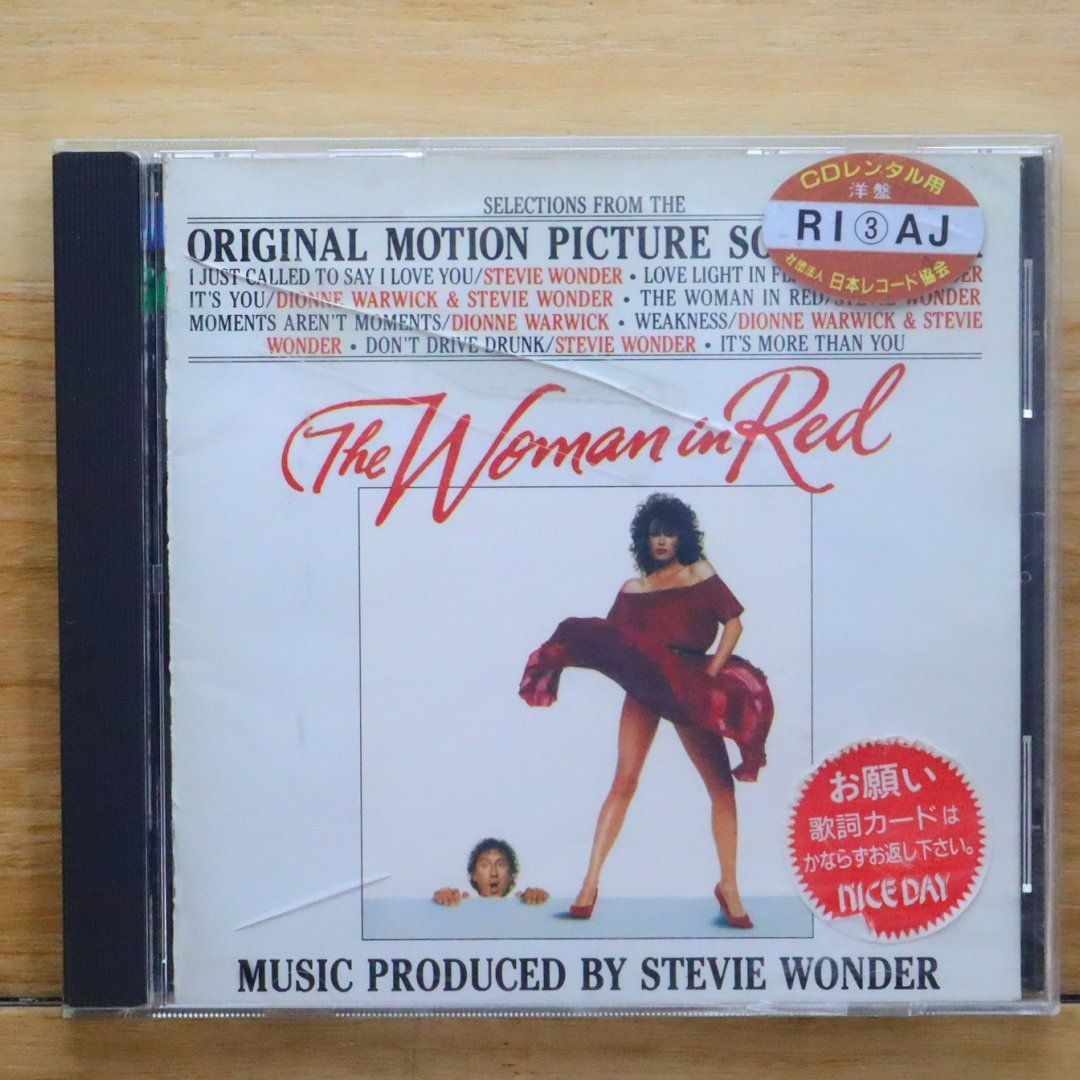 SELECTIONS FROM THE
ORIGINAL MOTION PICTURE
I JUST CALLED TO SAY I LOVE YOU/STEVIE WONDER • LOVE LIGHT IN
IT'S YOU/DIONNE WARWICK & STEVIE WONDER • THE WOMAN IN RED/STEVIE WONDER
MOMENTS AREN'T MOMENTS/DIONNE WARWICK • WEAKNESS/DIONNE WARWICK & STEVIE
WONDER • DON'T DRIVE DRUNK/STEVIE WONDER • IT'S MORE THAN YOU
CDレンタル用
洋盤
RI③AJ
社団法人 日本レコード協会
The Woman in Red
お願い
歌詞カードは
かならずお返し下さい。
NICE DAY
MUSIC PRODUCED BY STEVIE WONDER